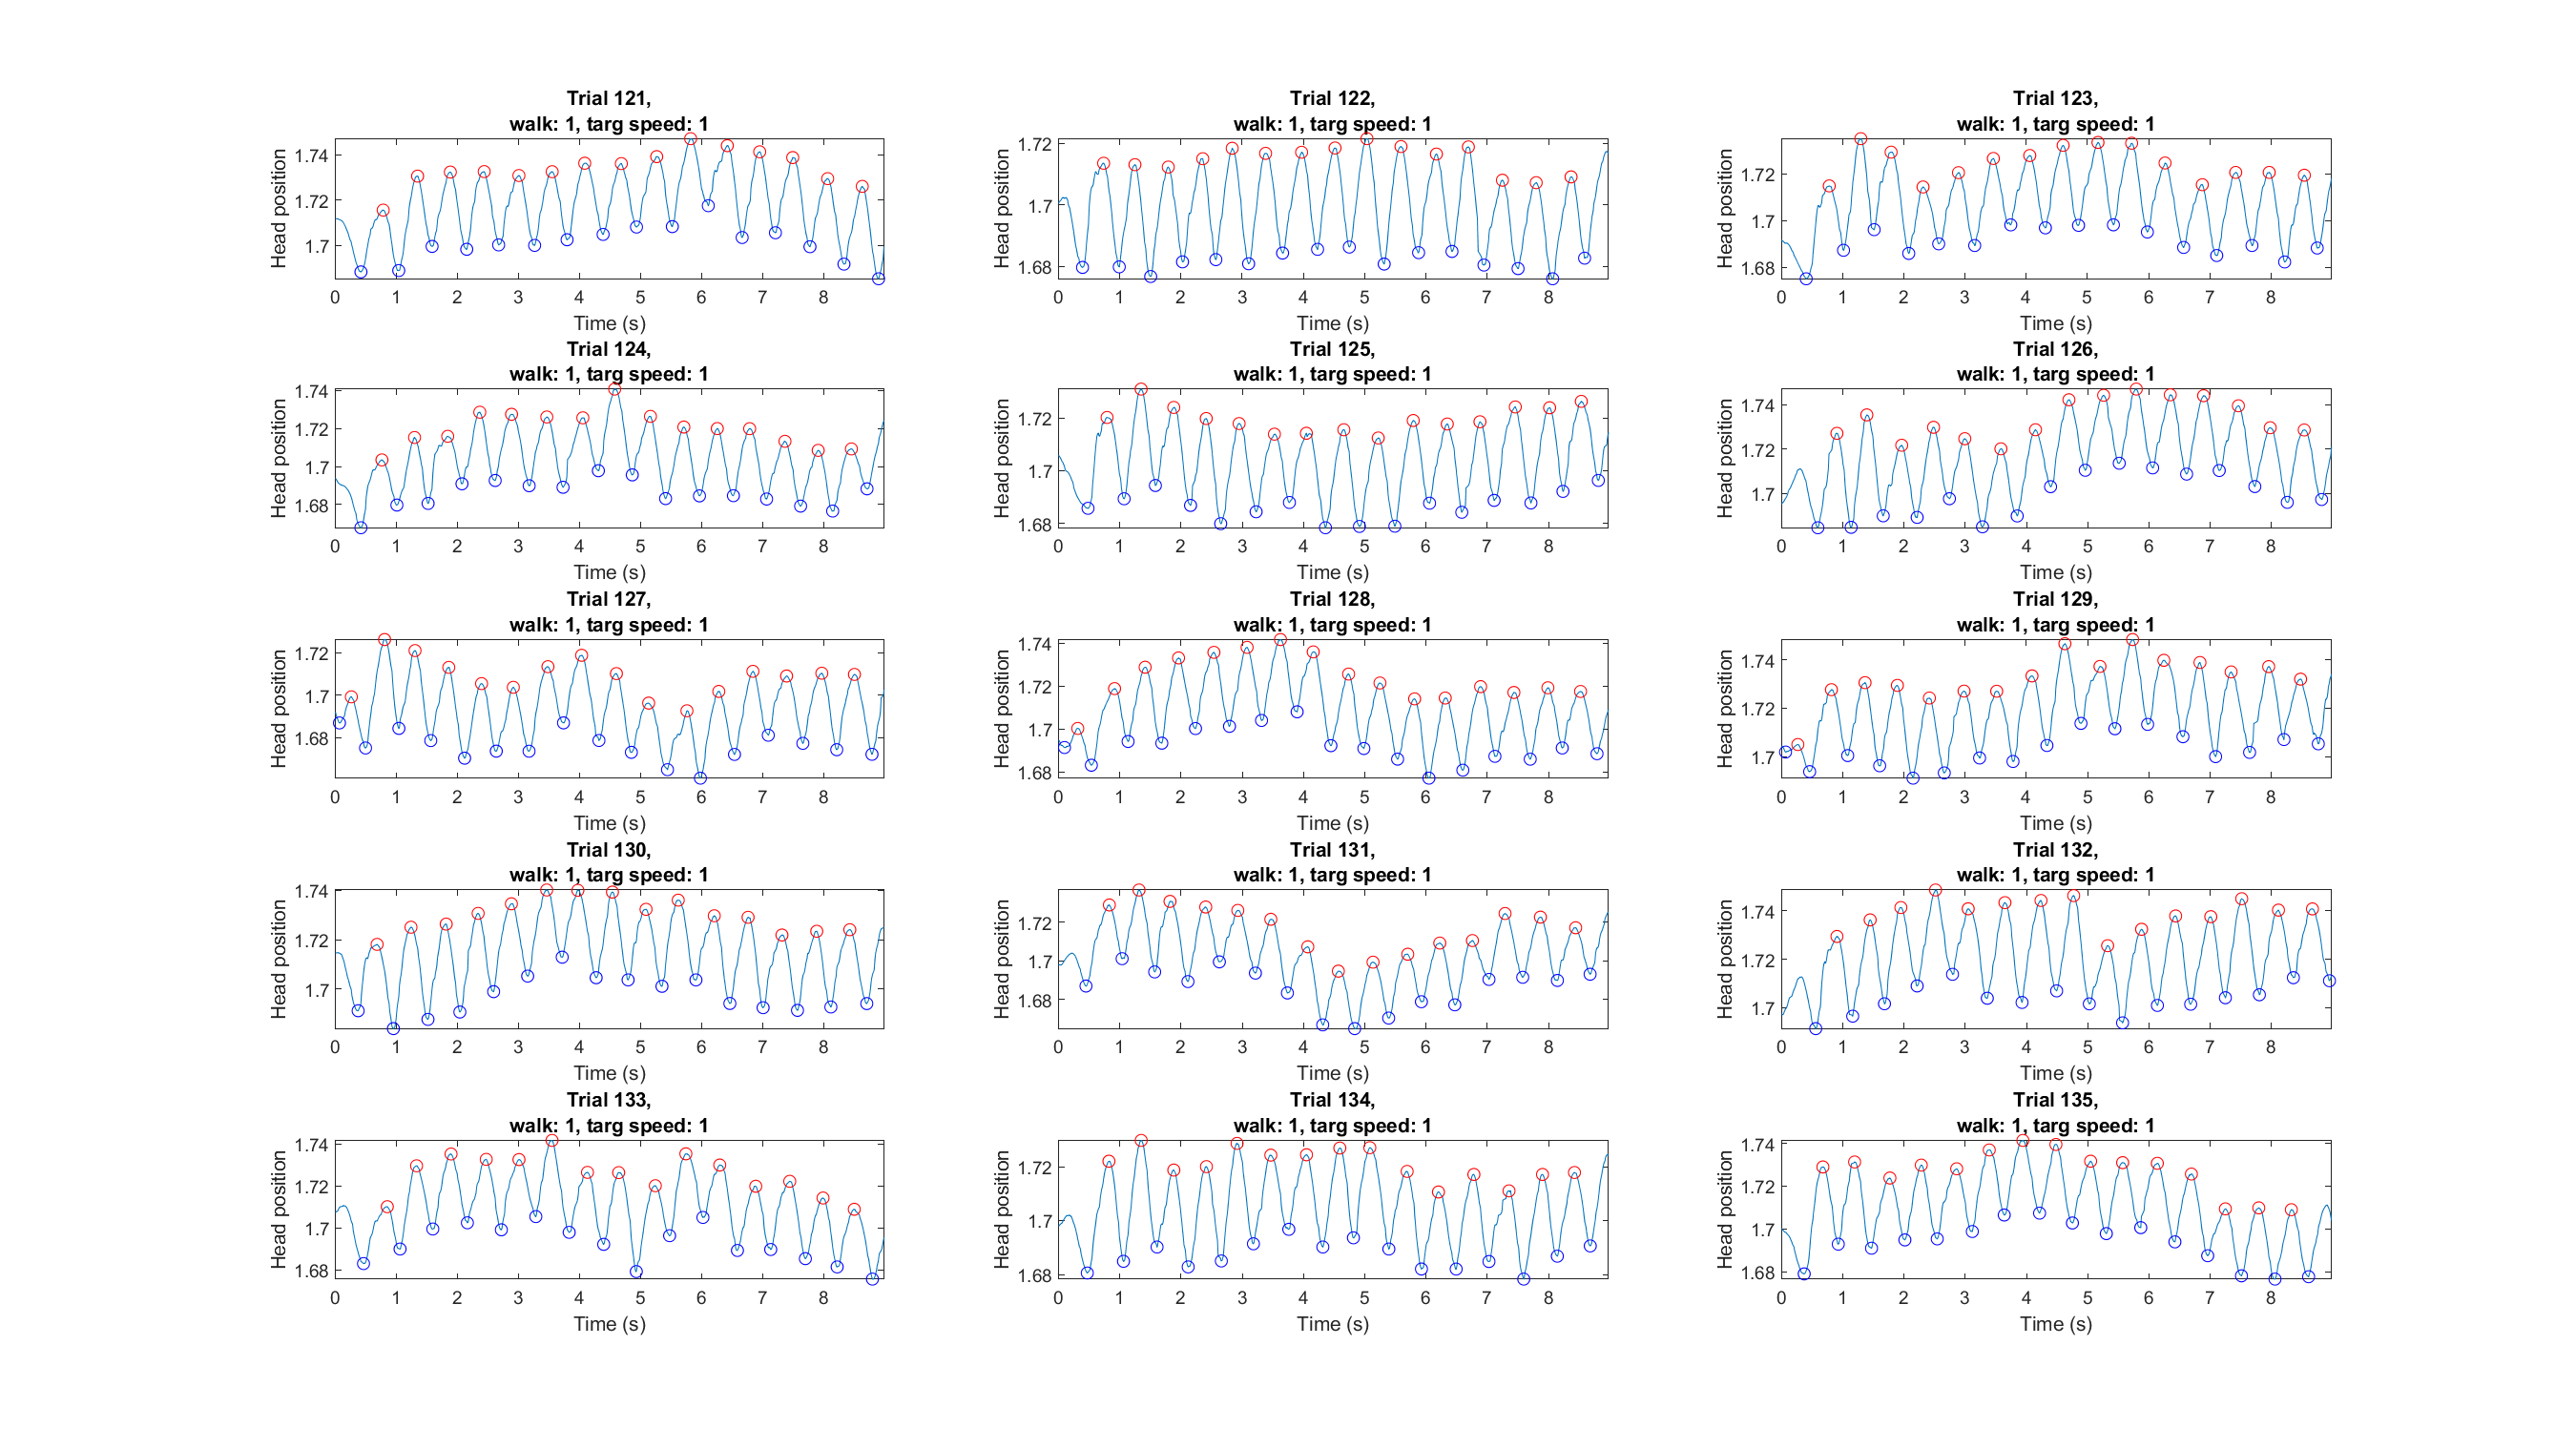 Trial 121,
walk: 1, targ speed: 1
1.74
1.72
1.7
Head position
0 1 2 3 4 5 6 7 8
Time (s)
Trial 122,
walk: 1, targ speed: 1
1.72
1.7
1.68
Head position
0 1 2 3 4 5 6 7 8
Time (s)
Trial 123,
walk: 1, targ speed: 1
1.72
1.7
1.68
Head position
0 1 2 3 4 5 6 7 8
Time (s)
Trial 124,
walk: 1, targ speed: 1
1.74
1.72
1.7
1.68
Head position
0 1 2 3 4 5 6 7 8
Time (s)
Trial 125,
walk: 1, targ speed: 1
1.72
1.7
1.68
Head position
0 1 2 3 4 5 6 7 8
Time (s)
Trial 126,
walk: 1, targ speed: 1
1.74
1.72
1.7
Head position
0 1 2 3 4 5 6 7 8
Time (s)
Trial 127,
walk: 1, targ speed: 1
1.72
1.7
1.68
Head position
0 1 2 3 4 5 6 7 8
Time (s)
Trial 128,
walk: 1, targ speed: 1
1.74
1.72
1.7
1.68
Head position
0 1 2 3 4 5 6 7 8
Time (s)
Trial 129,
walk: 1, targ speed: 1
1.74
1.72
1.7
Head position
0 1 2 3 4 5 6 7 8
Time (s)
Trial 130,
walk: 1, targ speed: 1
1.74
1.72
1.7
Head position
0 1 2 3 4 5 6 7 8
Time (s)
Trial 131,
walk: 1, targ speed: 1
1.72
1.7
1.68
Head position
0 1 2 3 4 5 6 7 8
Time (s)
Trial 132,
walk: 1, targ speed: 1
1.74
1.72
1.7
Head position
0 1 2 3 4 5 6 7 8
Time (s)
Trial 133,
walk: 1, targ speed: 1
1.74
1.72
1.7
1.68
Head position
0 1 2 3 4 5 6 7 8
Time (s)
Trial 134,
walk: 1, targ speed: 1
1.72
1.7
1.68
Head position
0 1 2 3 4 5 6 7 8
Time (s)
Trial 135,
walk: 1, targ speed: 1
1.74
1.72
1.7
1.68
Head position
0 1 2 3 4 5 6 7 8
Time (s)